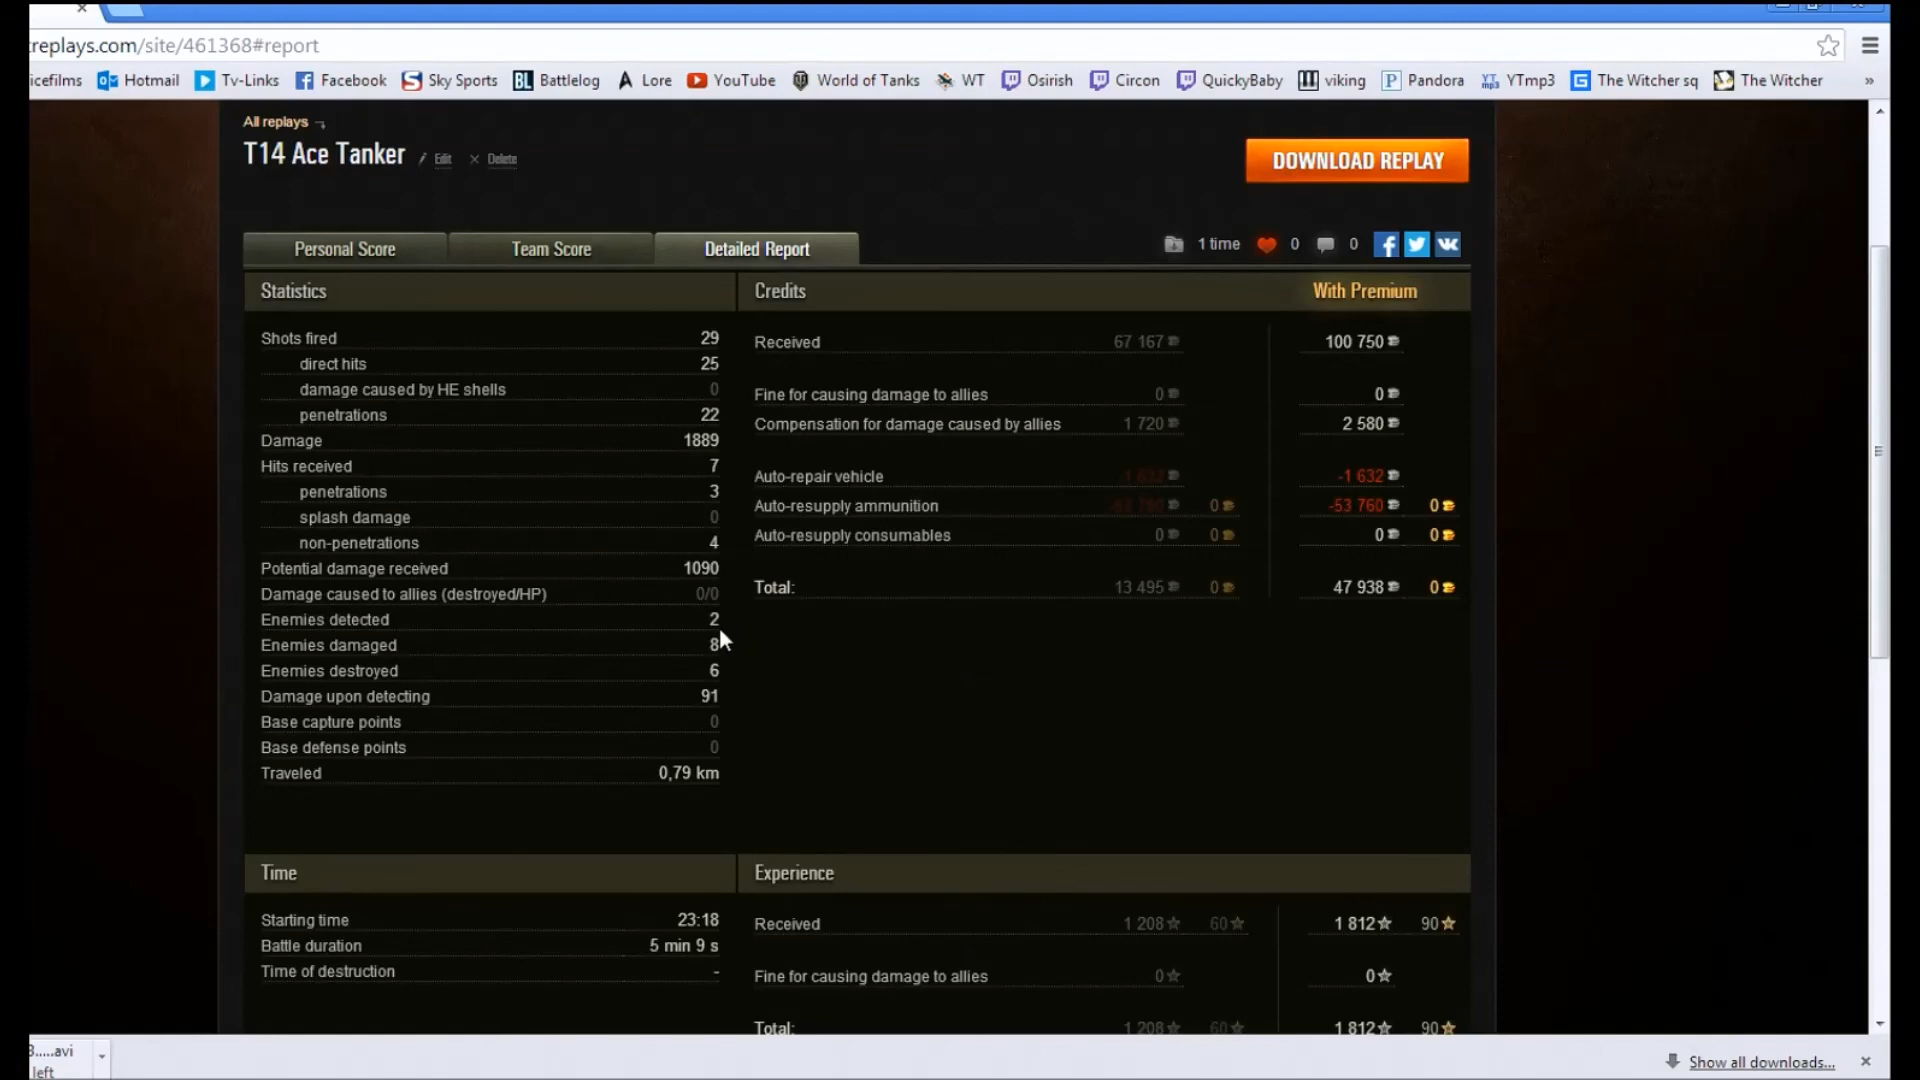 treplays.com/site/461368#report
icefilms Hotmail Tv-Links Facebook Sky Sports Battlelog Lore YouTube World of Tanks WT Osirish Circon QuickyBaby viking Pandora YTmp3 The Witcher sq The Witcher »
All replays
T14 Ace Tanker Edit Delete
DOWNLOAD REPLAY
Personal Score Team Score Detailed Report 1 time 0 0
Statistics Credits With Premium
Shots fired 29
direct hits 25
damage caused by HE shells 0
penetrations 22
Damage 1889
Hits received 7
penetrations 3
splash damage 0
non-penetrations 4
Potential damage received 1090
Damage caused to allies (destroyed/HP) 0/0
Enemies detected 2
Enemies damaged 8
Enemies destroyed 6
Damage upon detecting 91
Base capture points 0
Base defense points 0
Traveled 0,79 km
Received 67 167 100 750
Fine for causing damage to allies 0 0
Compensation for damage caused by allies 1 720 2 580
Auto-repair vehicle -1 632 -1 632
Auto-resupply ammunition -53 760 0 -53 760 0
Auto-resupply consumables 0 0 0 0
Total: 13 495 0 47 938 0
Time Experience
Starting time 23:18
Battle duration 5 min 9 s
Time of destruction -
Received 1 208 60 1 812 90
Fine for causing damage to allies 0 0
Total: 1 208 60 1 812 90
3.....avi
left
Show all downloads...